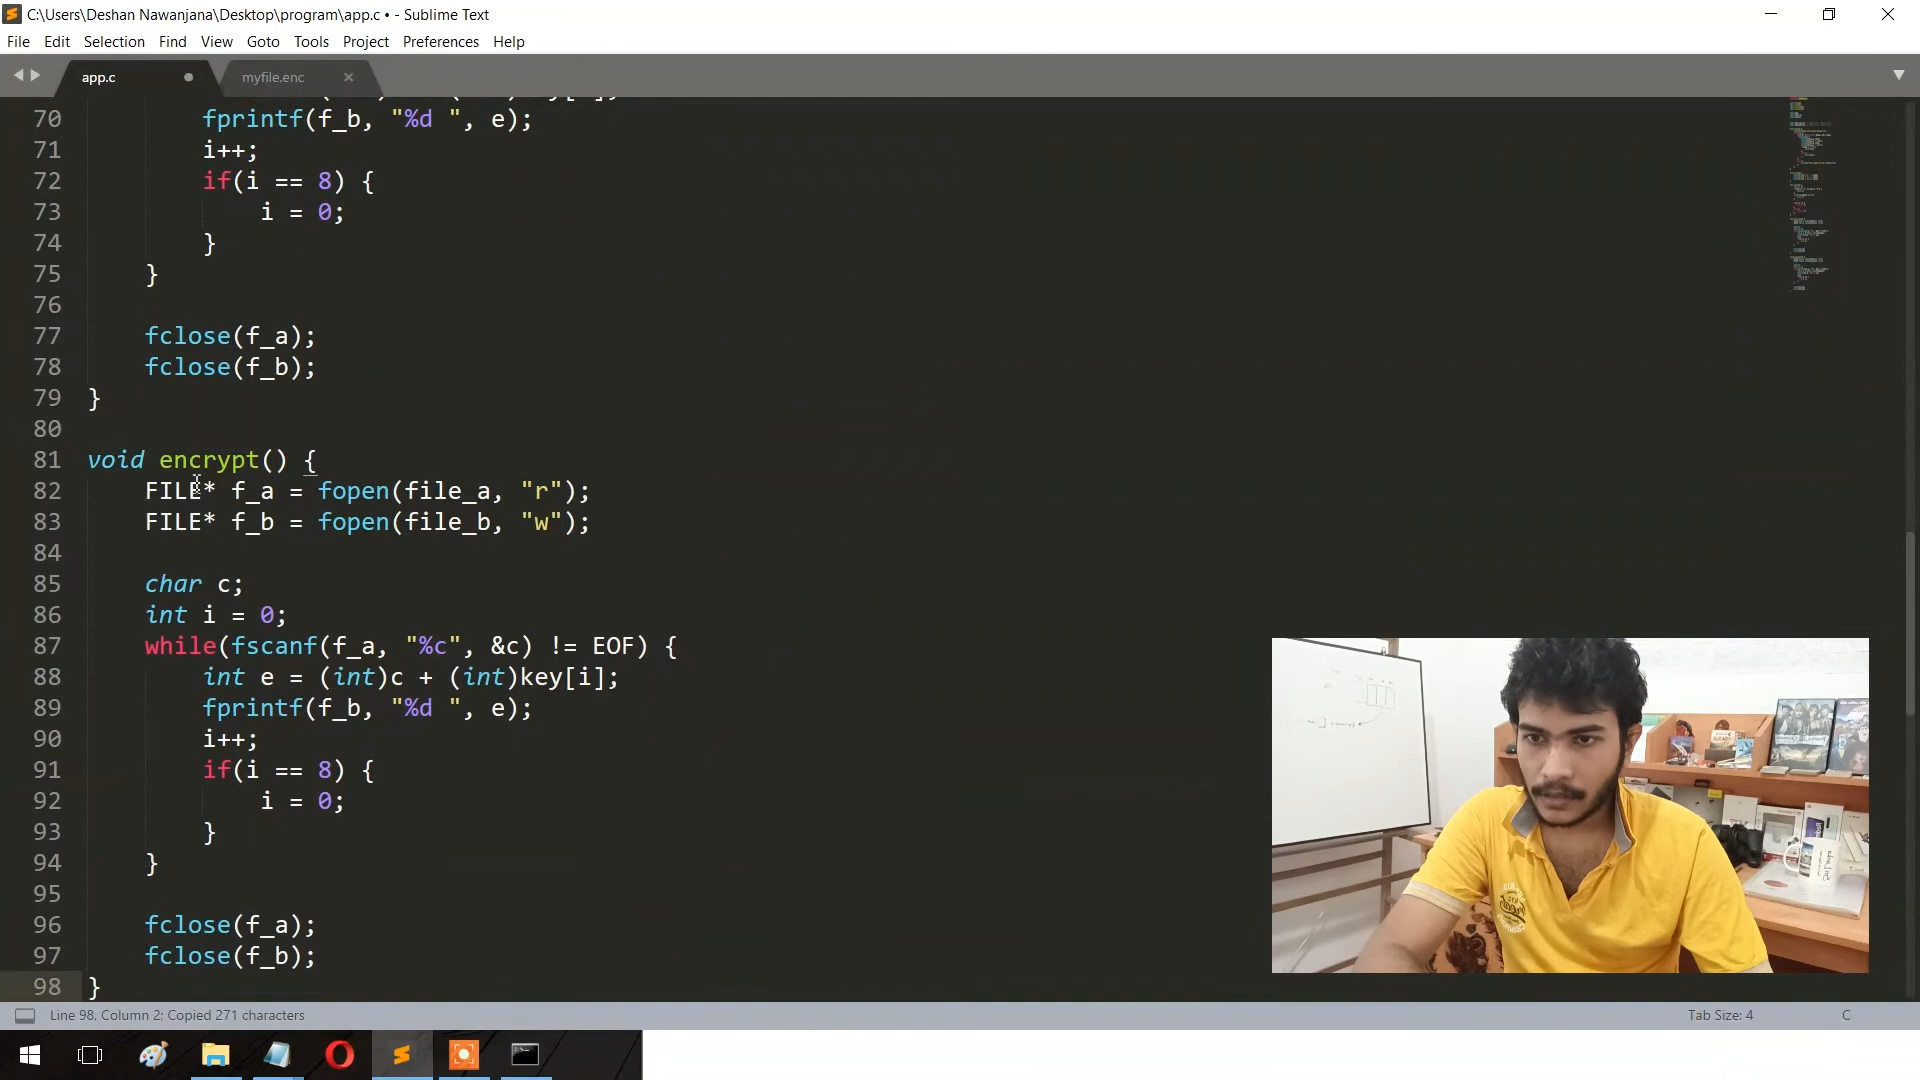 C:\Users\Deshan Nawanjana\Desktop\program\app.c • - Sublime Text
File Edit Selection Find View Goto Tools Project Preferences Help
app.c myfile.enc
70 fprintf(f_b, "%d ", e);
71 i++;
72 if(i == 8) {
73 i = 0;
74 }
75 }
76
77 fclose(f_a);
78 fclose(f_b);
79 }
80
81 void encrypt() {
82 FILE* f_a = fopen(file_a, "r");
83 FILE* f_b = fopen(file_b, "w");
84
85 char c;
86 int i = 0;
87 while(fscanf(f_a, "%c", &c) != EOF) {
88 int e = (int)c + (int)key[i];
89 fprintf(f_b, "%d ", e);
90 i++;
91 if(i == 8) {
92 i = 0;
93 }
94 }
95
96 fclose(f_a);
97 fclose(f_b);
98 }
Line 98, Column 2; Copied 271 characters Tab Size: 4 C